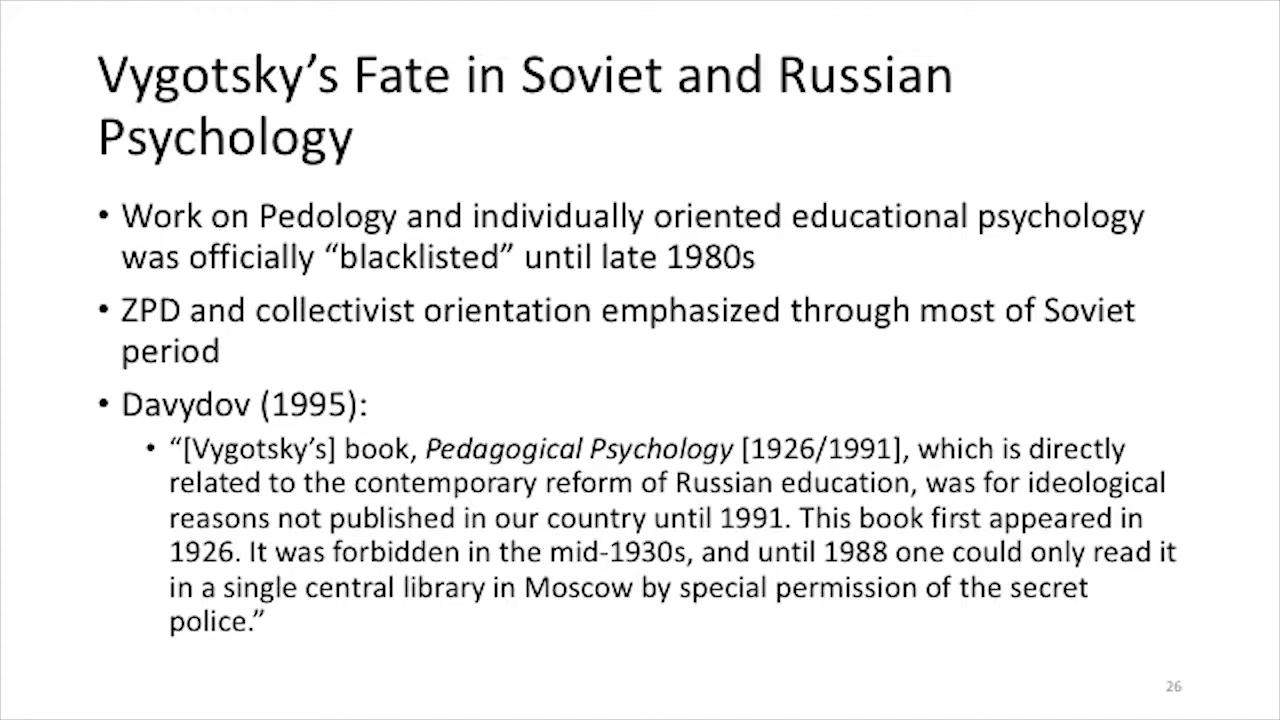 Vygotsky’s Fate in Soviet and Russian
Psychology
• Work on Pedology and individually oriented educational psychology
was officially “blacklisted” until late 1980s
• ZPD and collectivist orientation emphasized through most of Soviet
period
• Davydov (1995):
• “[Vygotsky’s] book, Pedagogical Psychology [1926/1991], which is directly
related to the contemporary reform of Russian education, was for ideological
reasons not published in our country until 1991. This book first appeared in
1926. It was forbidden in the mid-1930s, and until 1988 one could only read it
in a single central library in Moscow by special permission of the secret
police.”
26